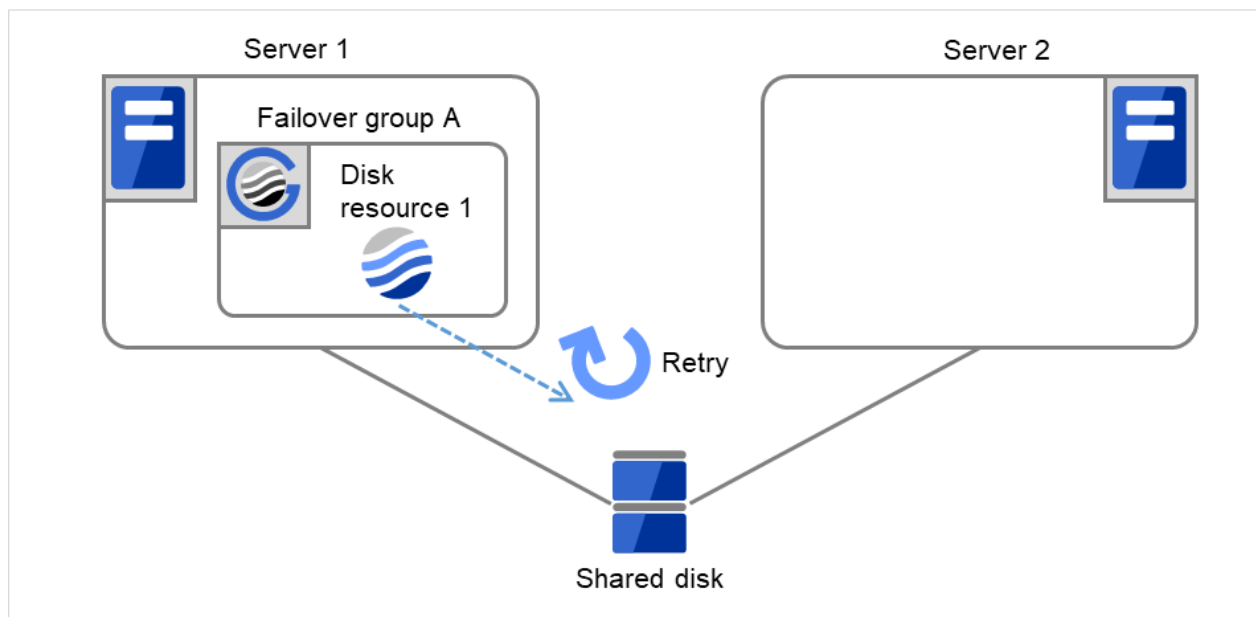 Server 1
Server 2
Failover group A
Disk
resource 1
Retry
Shared disk